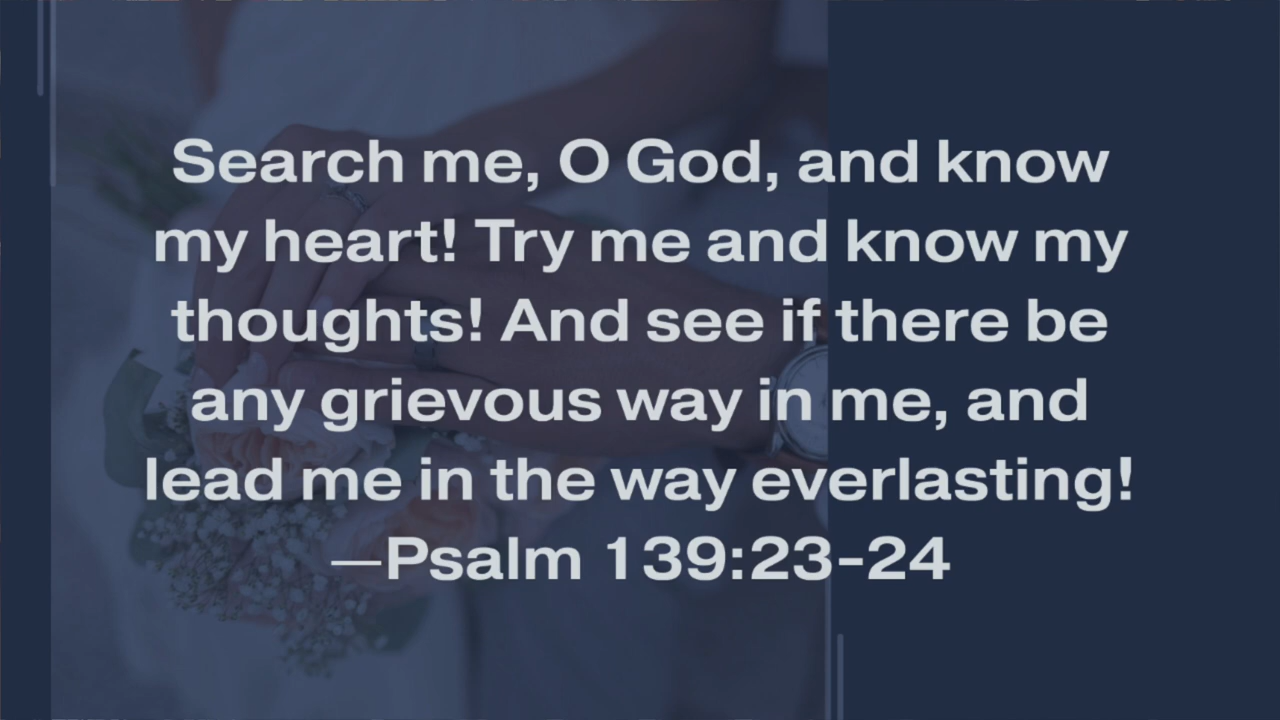 Search me, O God, and know
my heart! Try me and know my
thoughts! And see if there be
any grievous way in me, and
lead me in the way everlasting!
—Psalm 139:23-24